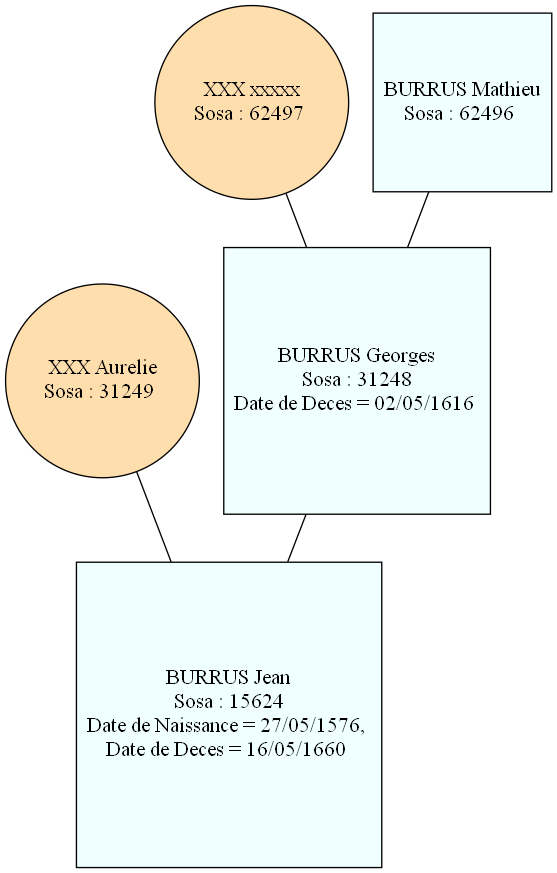 XXX xxxxx
Sosa : 62497
BURRUS Mathieu
Sosa : 62496
XXX Aurelie
Sosa : 31249
BURRUS Georges
Sosa : 31248
Date de Deces = 02/05/1616
BURRUS Jean
Sosa : 15624
Date de Naissance = 27/05/1576,
Date de Deces = 16/05/1660